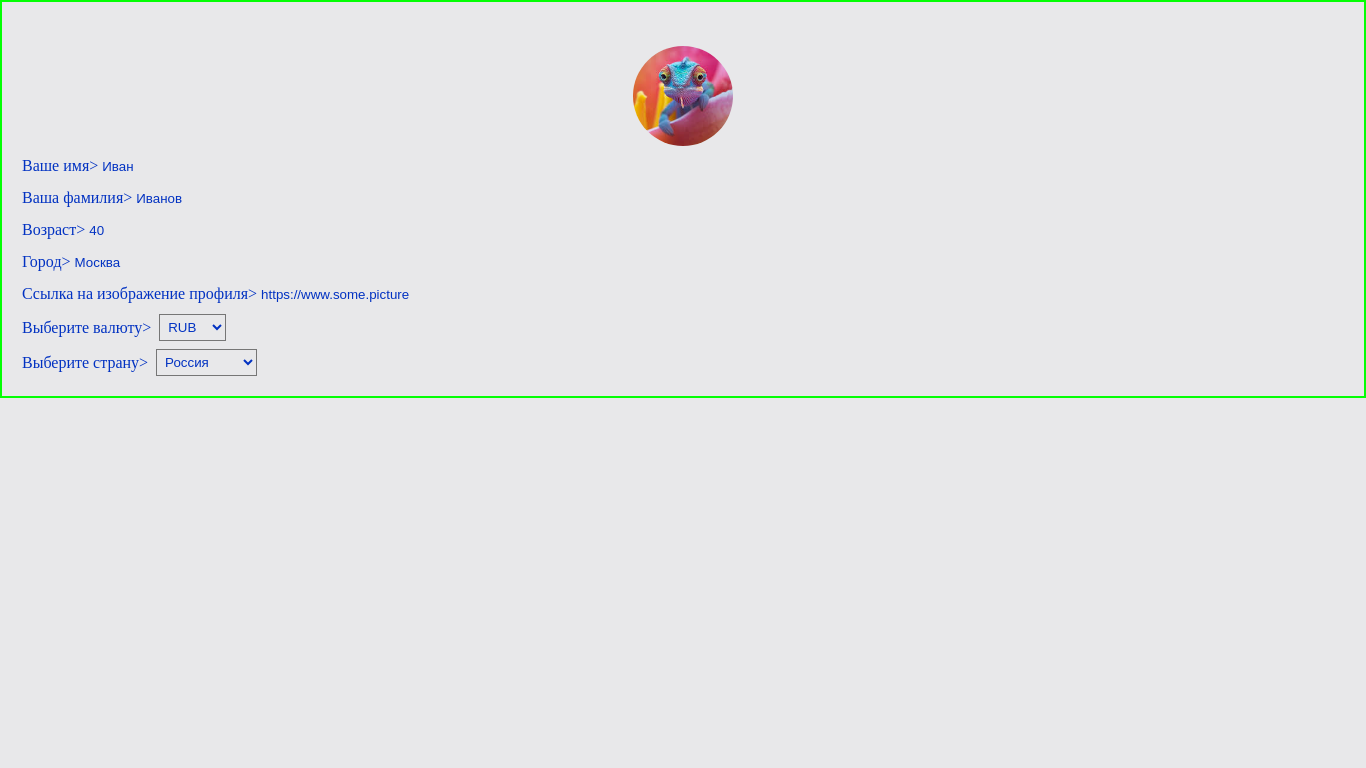 Ваше имя> Иван
Ваша фамилия> Иванов
Возраст> 40
Город> Москва
Ссылка на изображение профиля> https://www.some.picture
Выберите валюту> RUB
Выберите страну> Россия